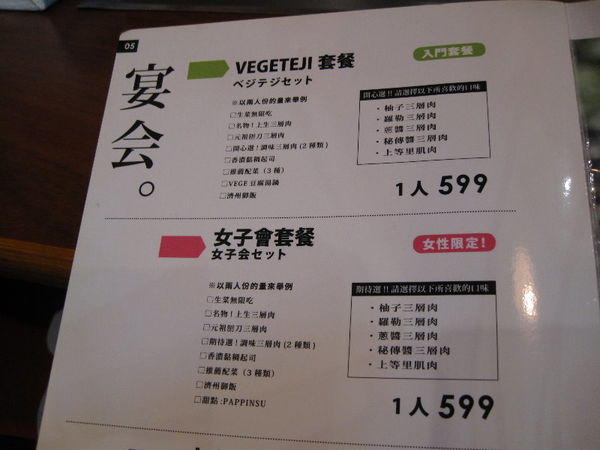 05
宴会。
VEGETEJI 套餐
入門套餐
ベジテジセット
※以兩人份的量來舉例
□生菜無限吃
□名物！上生三層肉
□元祖刨刀三層肉
□開心選！調味三層肉(2種類)
□香濃黏稠起司
□推薦配菜(3種)
□VEGE豆腐湯鍋
□濟州御飯
開心選!!請選擇以下所喜歡的口味
・柚子三層肉
・羅勒三層肉
・蔥醬三層肉
・秘傳醬三層肉
・上等里肌肉
1人 599
女子會套餐
女性限定！
女子会セット
※以兩人份的量來舉例
□生菜無限吃
□名物！上生三層肉
□元祖刨刀三層肉
□期待選！調味三層肉(2種類)
□香濃黏稠起司
□推薦配菜(3種類)
□濟州御飯
□甜點:PAPPINSU
期待選!!請選擇以下所喜歡的口味
・柚子三層肉
・羅勒三層肉
・蔥醬三層肉
・秘傳醬三層肉
・上等里肌肉
1人 599